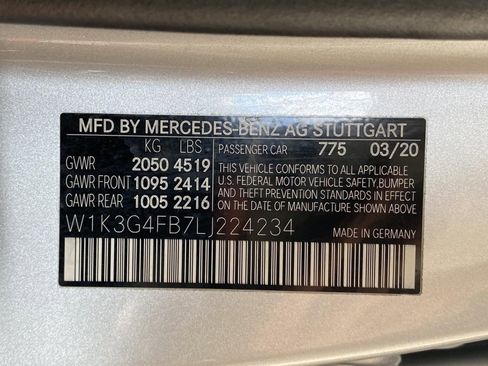 MFD BY MERCEDES-BENZ AG STUTTGART
KG LBS PASSENGER CAR 775 03/20
GVWR 2050 4519 THIS VEHICLE CONFORMS TO ALL APPLICABLE
GAWR FRONT 1095 2414 U.S. FEDERAL MOTOR VEHICLE SAFETY, BUMPER
GAWR REAR 1005 2216 AND THEFT PREVENTION STANDARDS IN EFFECT
ON THE DATE OF MANUFACTURE SHOWN ABOVE.
W1K3G4FB7LJ224234 MADE IN GERMANY